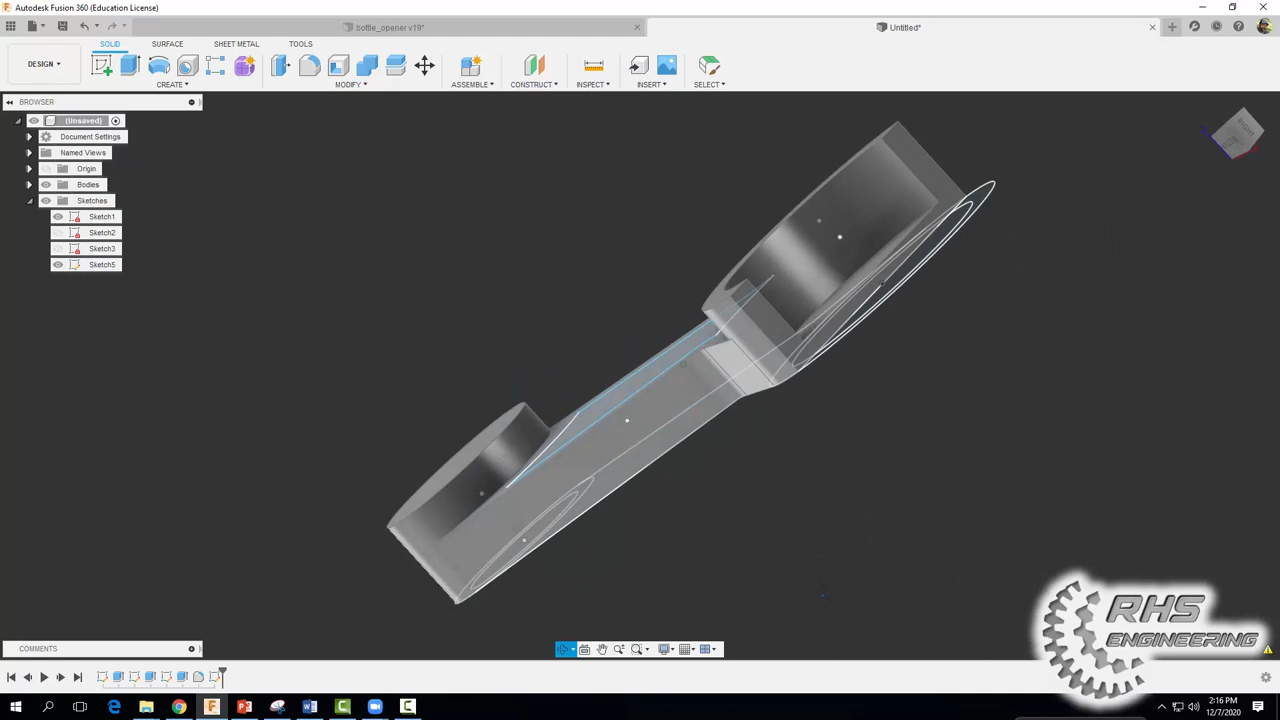 Autodesk Fusion 360 (Education License)
bottle_opener v19*
Untitled*
DESIGN
SOLID
SURFACE
SHEET METAL
TOOLS
CREATE
MODIFY
ASSEMBLE
CONSTRUCT
INSPECT
INSERT
SELECT
BROWSER
(Unsaved)
Document Settings
Named Views
Origin
Bodies
Sketches
Sketch1
Sketch2
Sketch3
Sketch5
RHS
ENGINEERING
COMMENTS
2:16 PM
12/7/2020